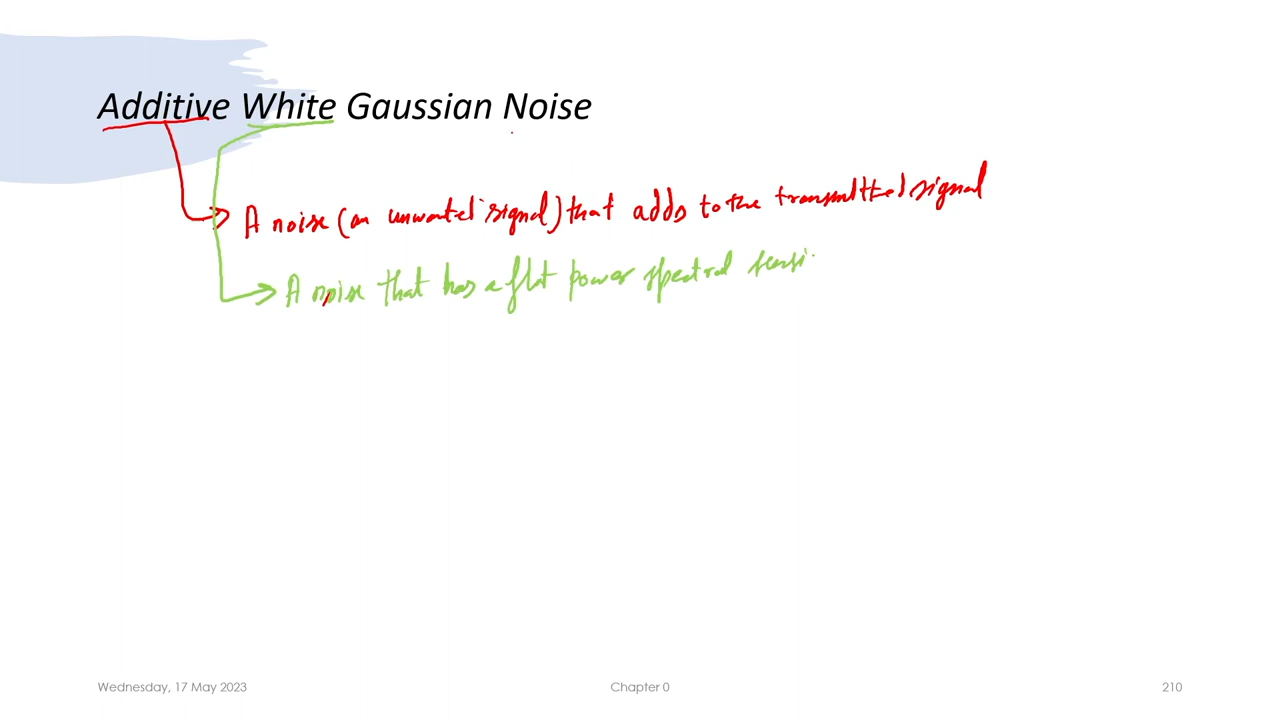 Additive White Gaussian Noise
A noise (an unwanted signal) that adds to the transmitted signal
A noise that has a flat power spectral densi
Wednesday, 17 May 2023
Chapter 0
210